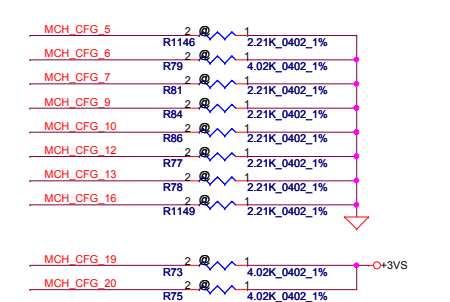 MCH_CFG_5 2 @ 1
R1146 2.21K_0402_1%
MCH_CFG_6 2 @ 1
R79 4.02K_0402_1%
MCH_CFG_7 2 @ 1
R81 2.21K_0402_1%
MCH_CFG_9 2 @ 1
R84 2.21K_0402_1%
MCH_CFG_10 2 @ 1
R86 2.21K_0402_1%
MCH_CFG_12 2 @ 1
R77 2.21K_0402_1%
MCH_CFG_13 2 @ 1
R78 2.21K_0402_1%
MCH_CFG_16 2 @ 1
R1149 2.21K_0402_1%
MCH_CFG_19 2 @ 1 +3VS
R73 4.02K_0402_1%
MCH_CFG_20 2 @ 1
R75 4.02K_0402_1%